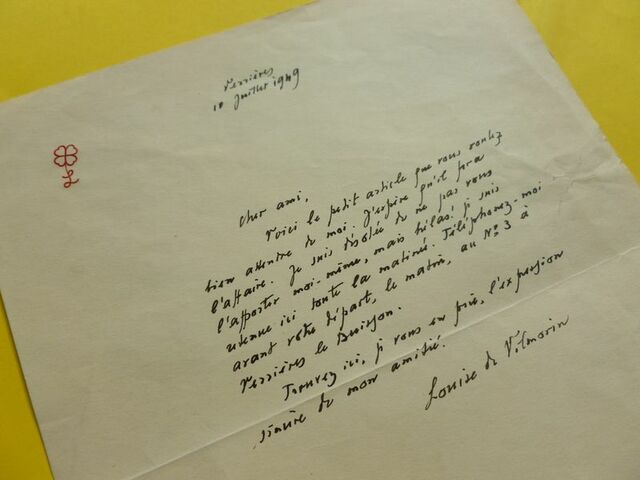 Verrières
10 Juillet 1949
L
Cher ami,
Voici le petit article que vous voulez
bien attendre de moi. J'espère qu'il fera
l'affaire. Je suis désolée de ne pas vous
l'apporter moi-même, mais hélas! je suis
retenue ici toute la matinée. Téléphonez-moi
avant votre départ, le matin, au N° 3 à
Verrières le Buisson.
Trouvez ici, je vous en prie, l'expression
sincère de mon amitié.
Louise de Vilmorin